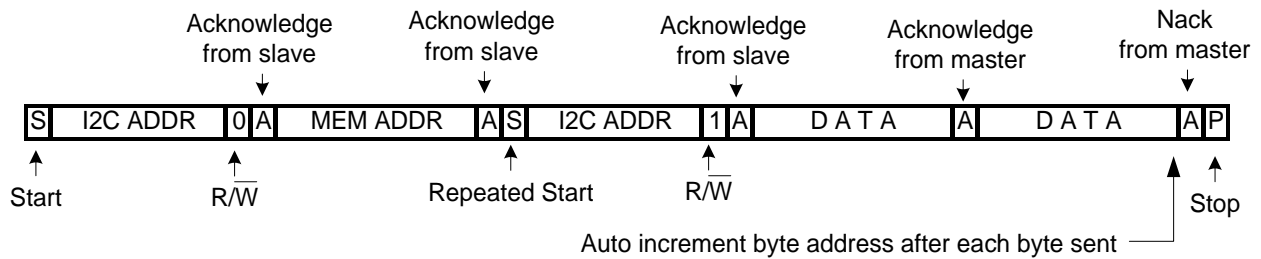 Acknowledge
from slave
Acknowledge
from slave
Acknowledge
from slave
Acknowledge
from master
Nack
from master
S I2C ADDR 0 A MEM ADDR A S I2C ADDR 1 A D A T A A D A T A A P
Start
R/W̅
Repeated Start
R/W̅
Stop
Auto increment byte address after each byte sent